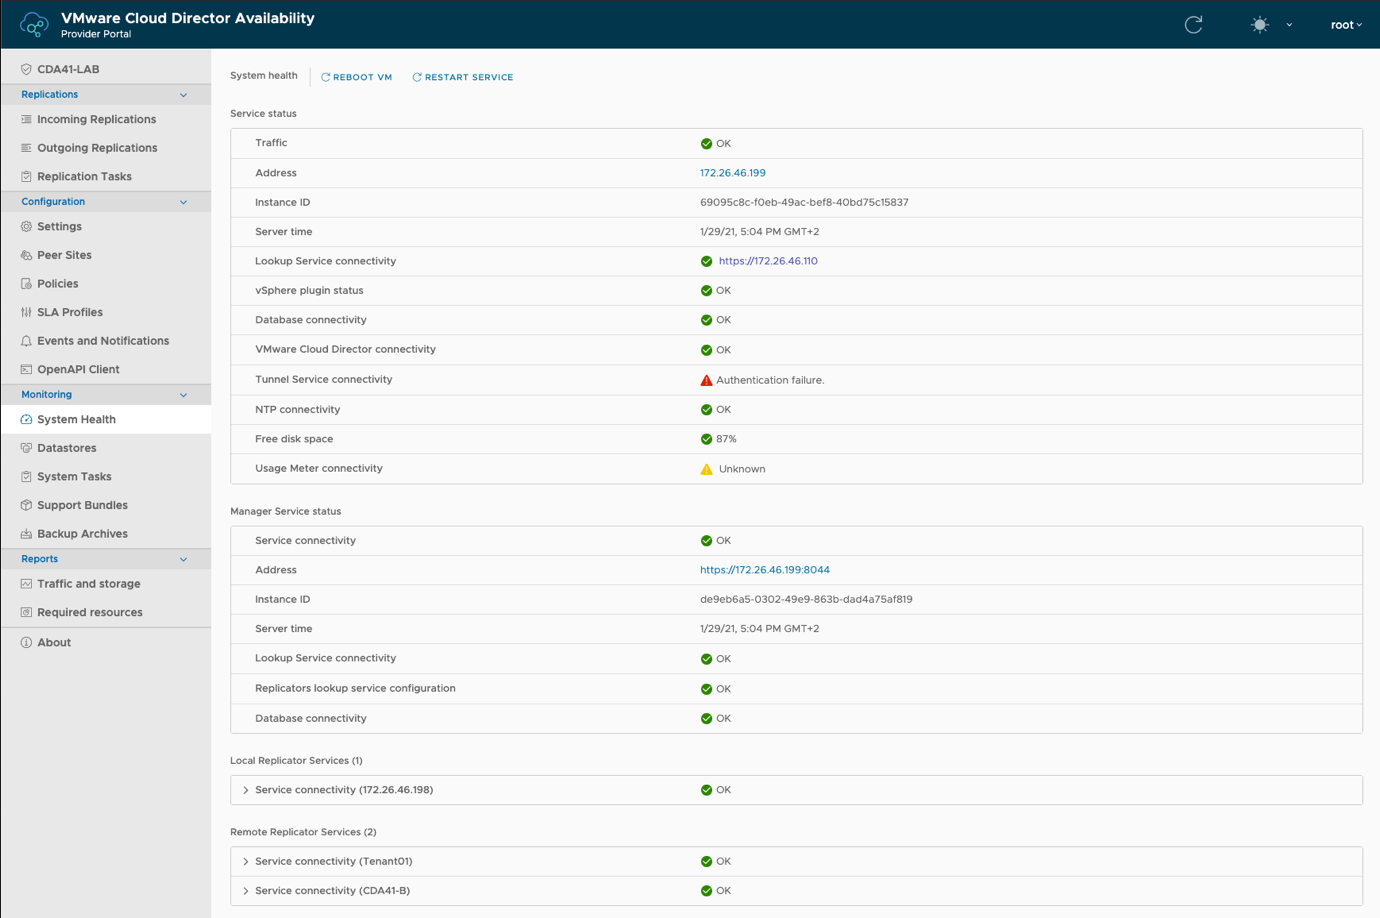 VMware Cloud Director Availability
Provider Portal
root
CDA41-LAB
Replications
Incoming Replications
Outgoing Replications
Replication Tasks
Configuration
Settings
Peer Sites
Policies
SLA Profiles
Events and Notifications
OpenAPI Client
Monitoring
System Health
Datastores
System Tasks
Support Bundles
Backup Archives
Reports
Traffic and storage
Required resources
About
System health REBOOT VM RESTART SERVICE
Service status
Traffic OK
Address 172.26.46.199
Instance ID 69095c8c-f0eb-49ac-bef8-40bd75c15837
Server time 1/29/21, 5:04 PM GMT+2
Lookup Service connectivity https://172.26.46.110
vSphere plugin status OK
Database connectivity OK
VMware Cloud Director connectivity OK
Tunnel Service connectivity Authentication failure.
NTP connectivity OK
Free disk space 87%
Usage Meter connectivity Unknown
Manager Service status
Service connectivity OK
Address https://172.26.46.199:8044
Instance ID de9eb6a5-0302-49e9-863b-dad4a75af819
Server time 1/29/21, 5:04 PM GMT+2
Lookup Service connectivity OK
Replicators lookup service configuration OK
Database connectivity OK
Local Replicator Services (1)
Service connectivity (172.26.46.198) OK
Remote Replicator Services (2)
Service connectivity (Tenant01) OK
Service connectivity (CDA41-B) OK